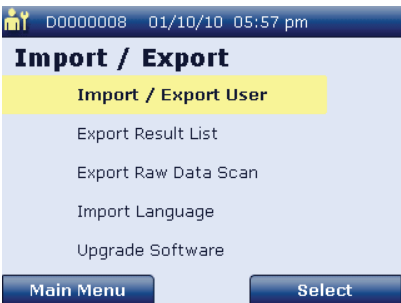 D0000008 01/10/10 05:57 pm
Import / Export
Import / Export User
Export Result List
Export Raw Data Scan
Import Language
Upgrade Software
Main Menu Select